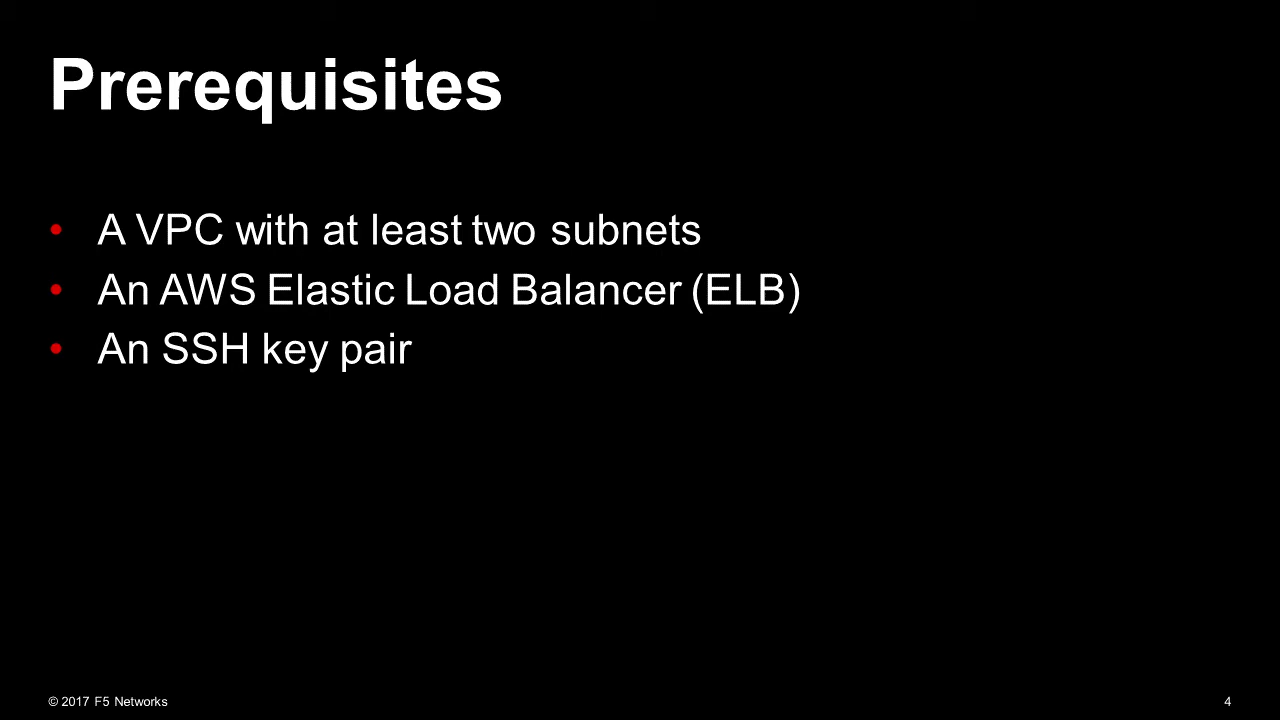 Prerequisites
• A VPC with at least two subnets
• An AWS Elastic Load Balancer (ELB)
• An SSH key pair
© 2017 F5 Networks
4